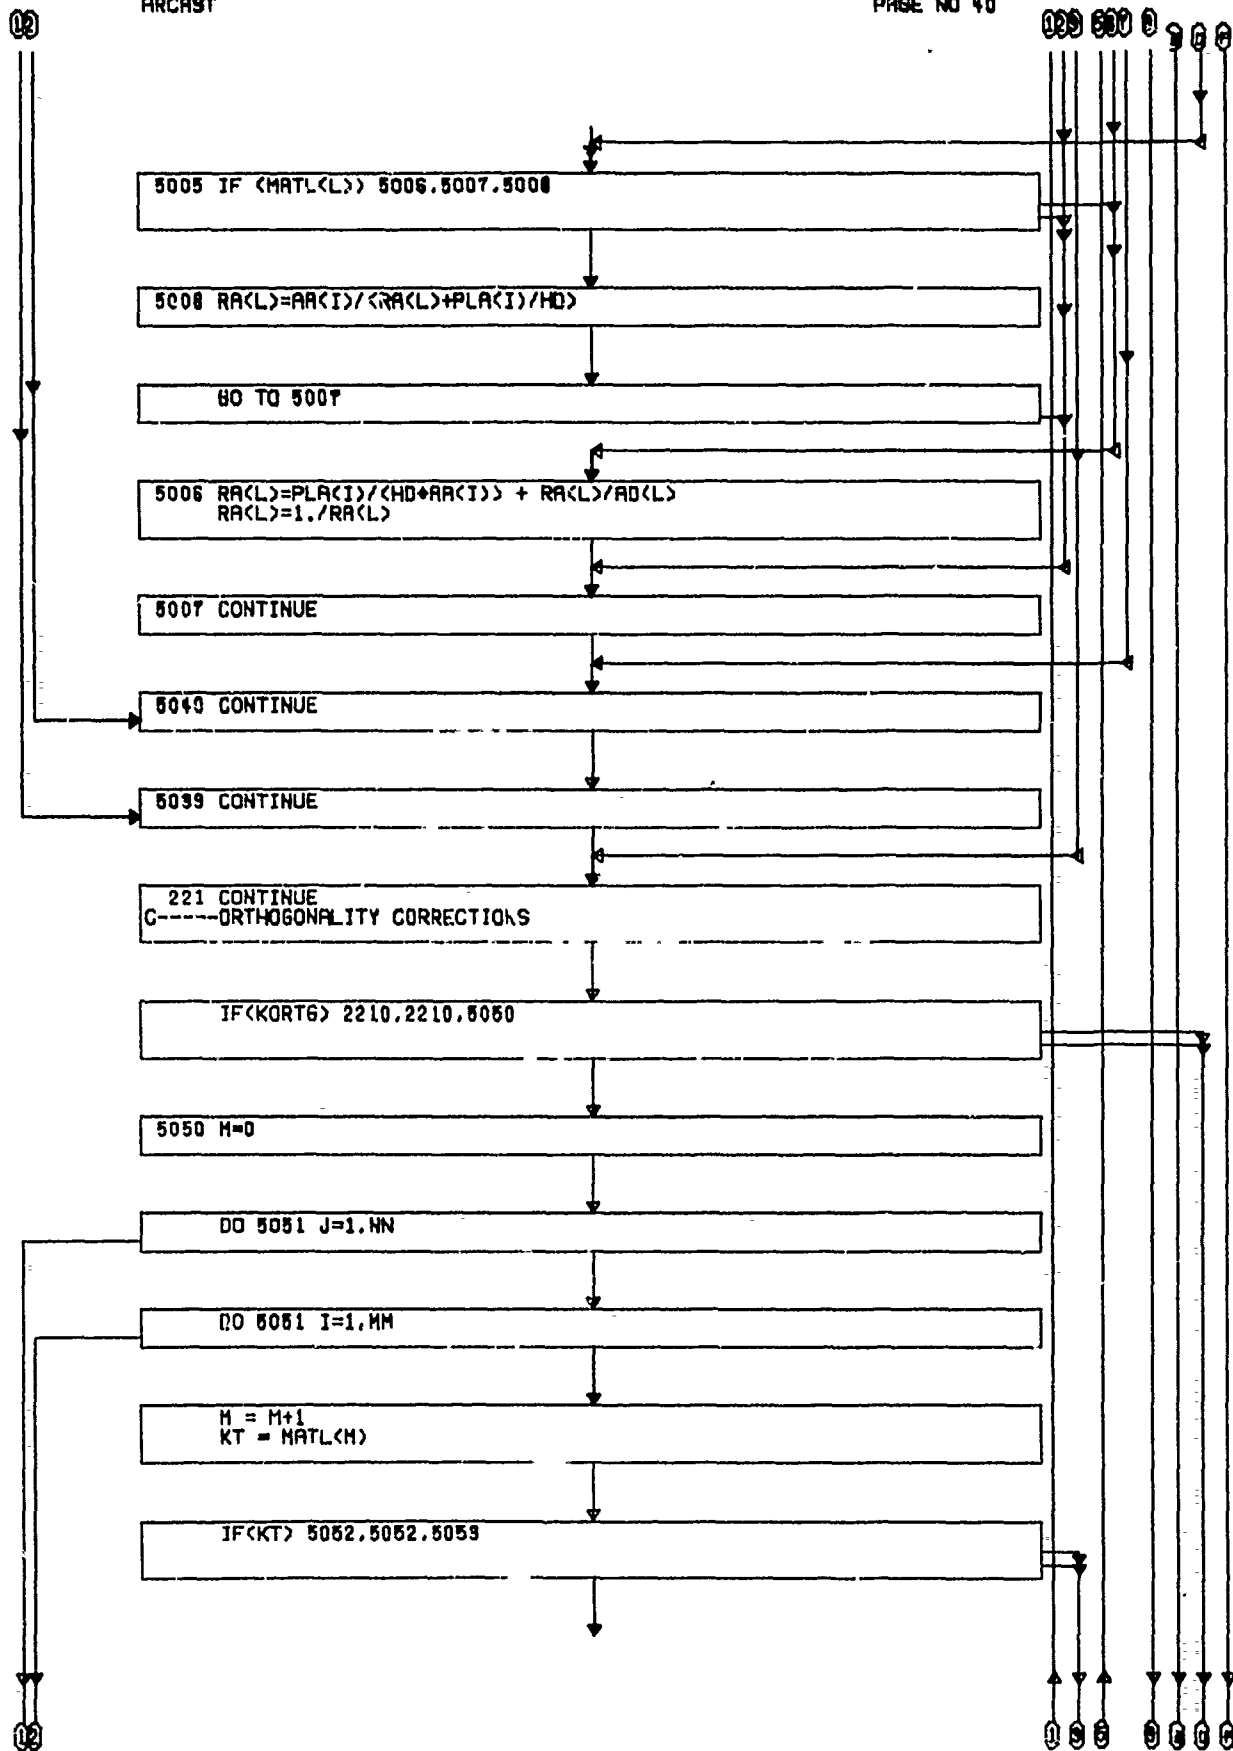 ARCAST
PAGE NO 40
5005 IF (MATL(L)) 5006,5007,5008
5008 RA(L)=AA(I)/(RA(L)+PLA(I)/HD)
GO TO 5007
5006 RA(L)=PLA(I)/(HD*AA(I)) + RA(L)/AD(L)
RA(L)=1./RA(L)
5007 CONTINUE
5040 CONTINUE
5039 CONTINUE
221 CONTINUE
C-----ORTHOGONALITY CORRECTIONS
IF(KORTG) 2210,2210,5050
5050 M=0
DO 5051 J=1,NN
DO 5051 I=1,MM
M = M+1
KT = MATL(M)
IF(KT) 5052,5052,5053